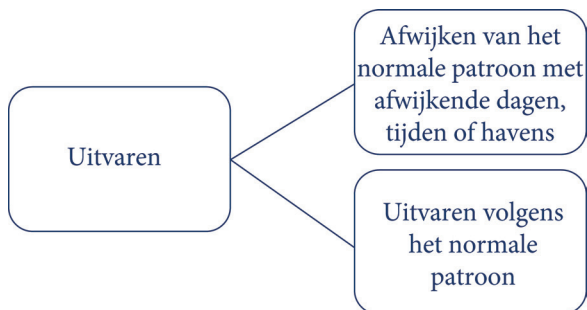 Uitvaren
Afwijken van het
normale patroon met
afwijkende dagen,
tijden of havens
Uitvaren volgens
het normale
patroon